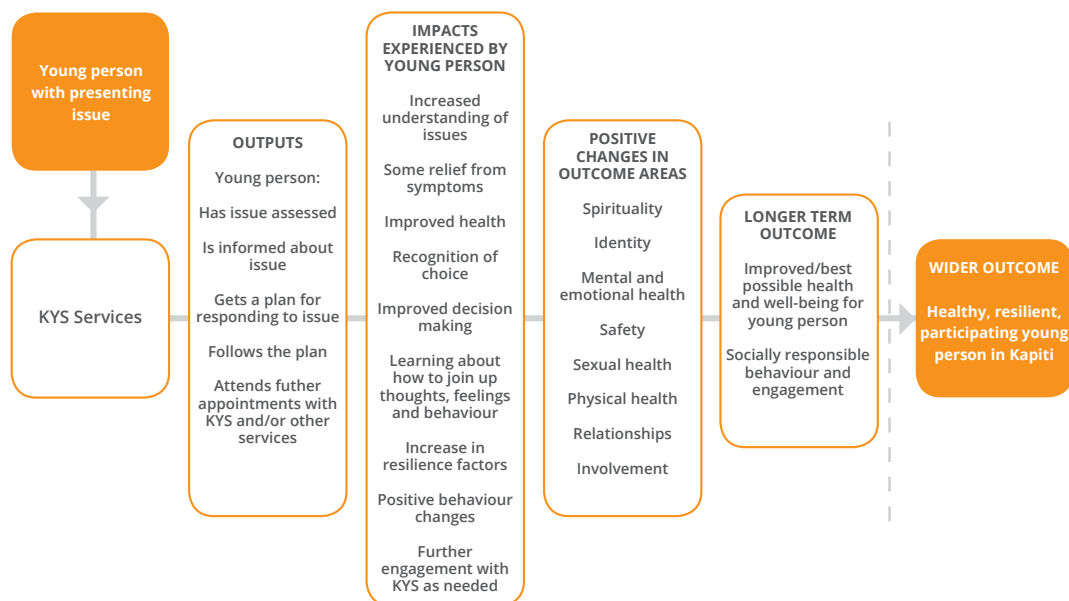 Young person
with presenting
issue
KYS Services
OUTPUTS
Young person:
Has issue assessed
Is informed about
issue
Gets a plan for
responding to issue
Follows the plan
Attends futher
appointments with
KYS and/or other
services
IMPACTS
EXPERIENCED BY
YOUNG PERSON
Increased
understanding of
issues
Some relief from
symptoms
Improved health
Recognition of
choice
Improved decision
making
Learning about
how to join up
thoughts, feelings
and behaviour
Increase in
resilience factors
Positive behaviour
changes
Further
engagement with
KYS as needed
POSITIVE
CHANGES IN
OUTCOME AREAS
Spirituality
Identity
Mental and
emotional health
Safety
Sexual health
Physical health
Relationships
Involvement
LONGER TERM
OUTCOME
Improved/best
possible health
and well-being for
young person
Socially responsible
behaviour and
engagement
WIDER OUTCOME
Healthy, resilient,
participating young
person in Kapiti